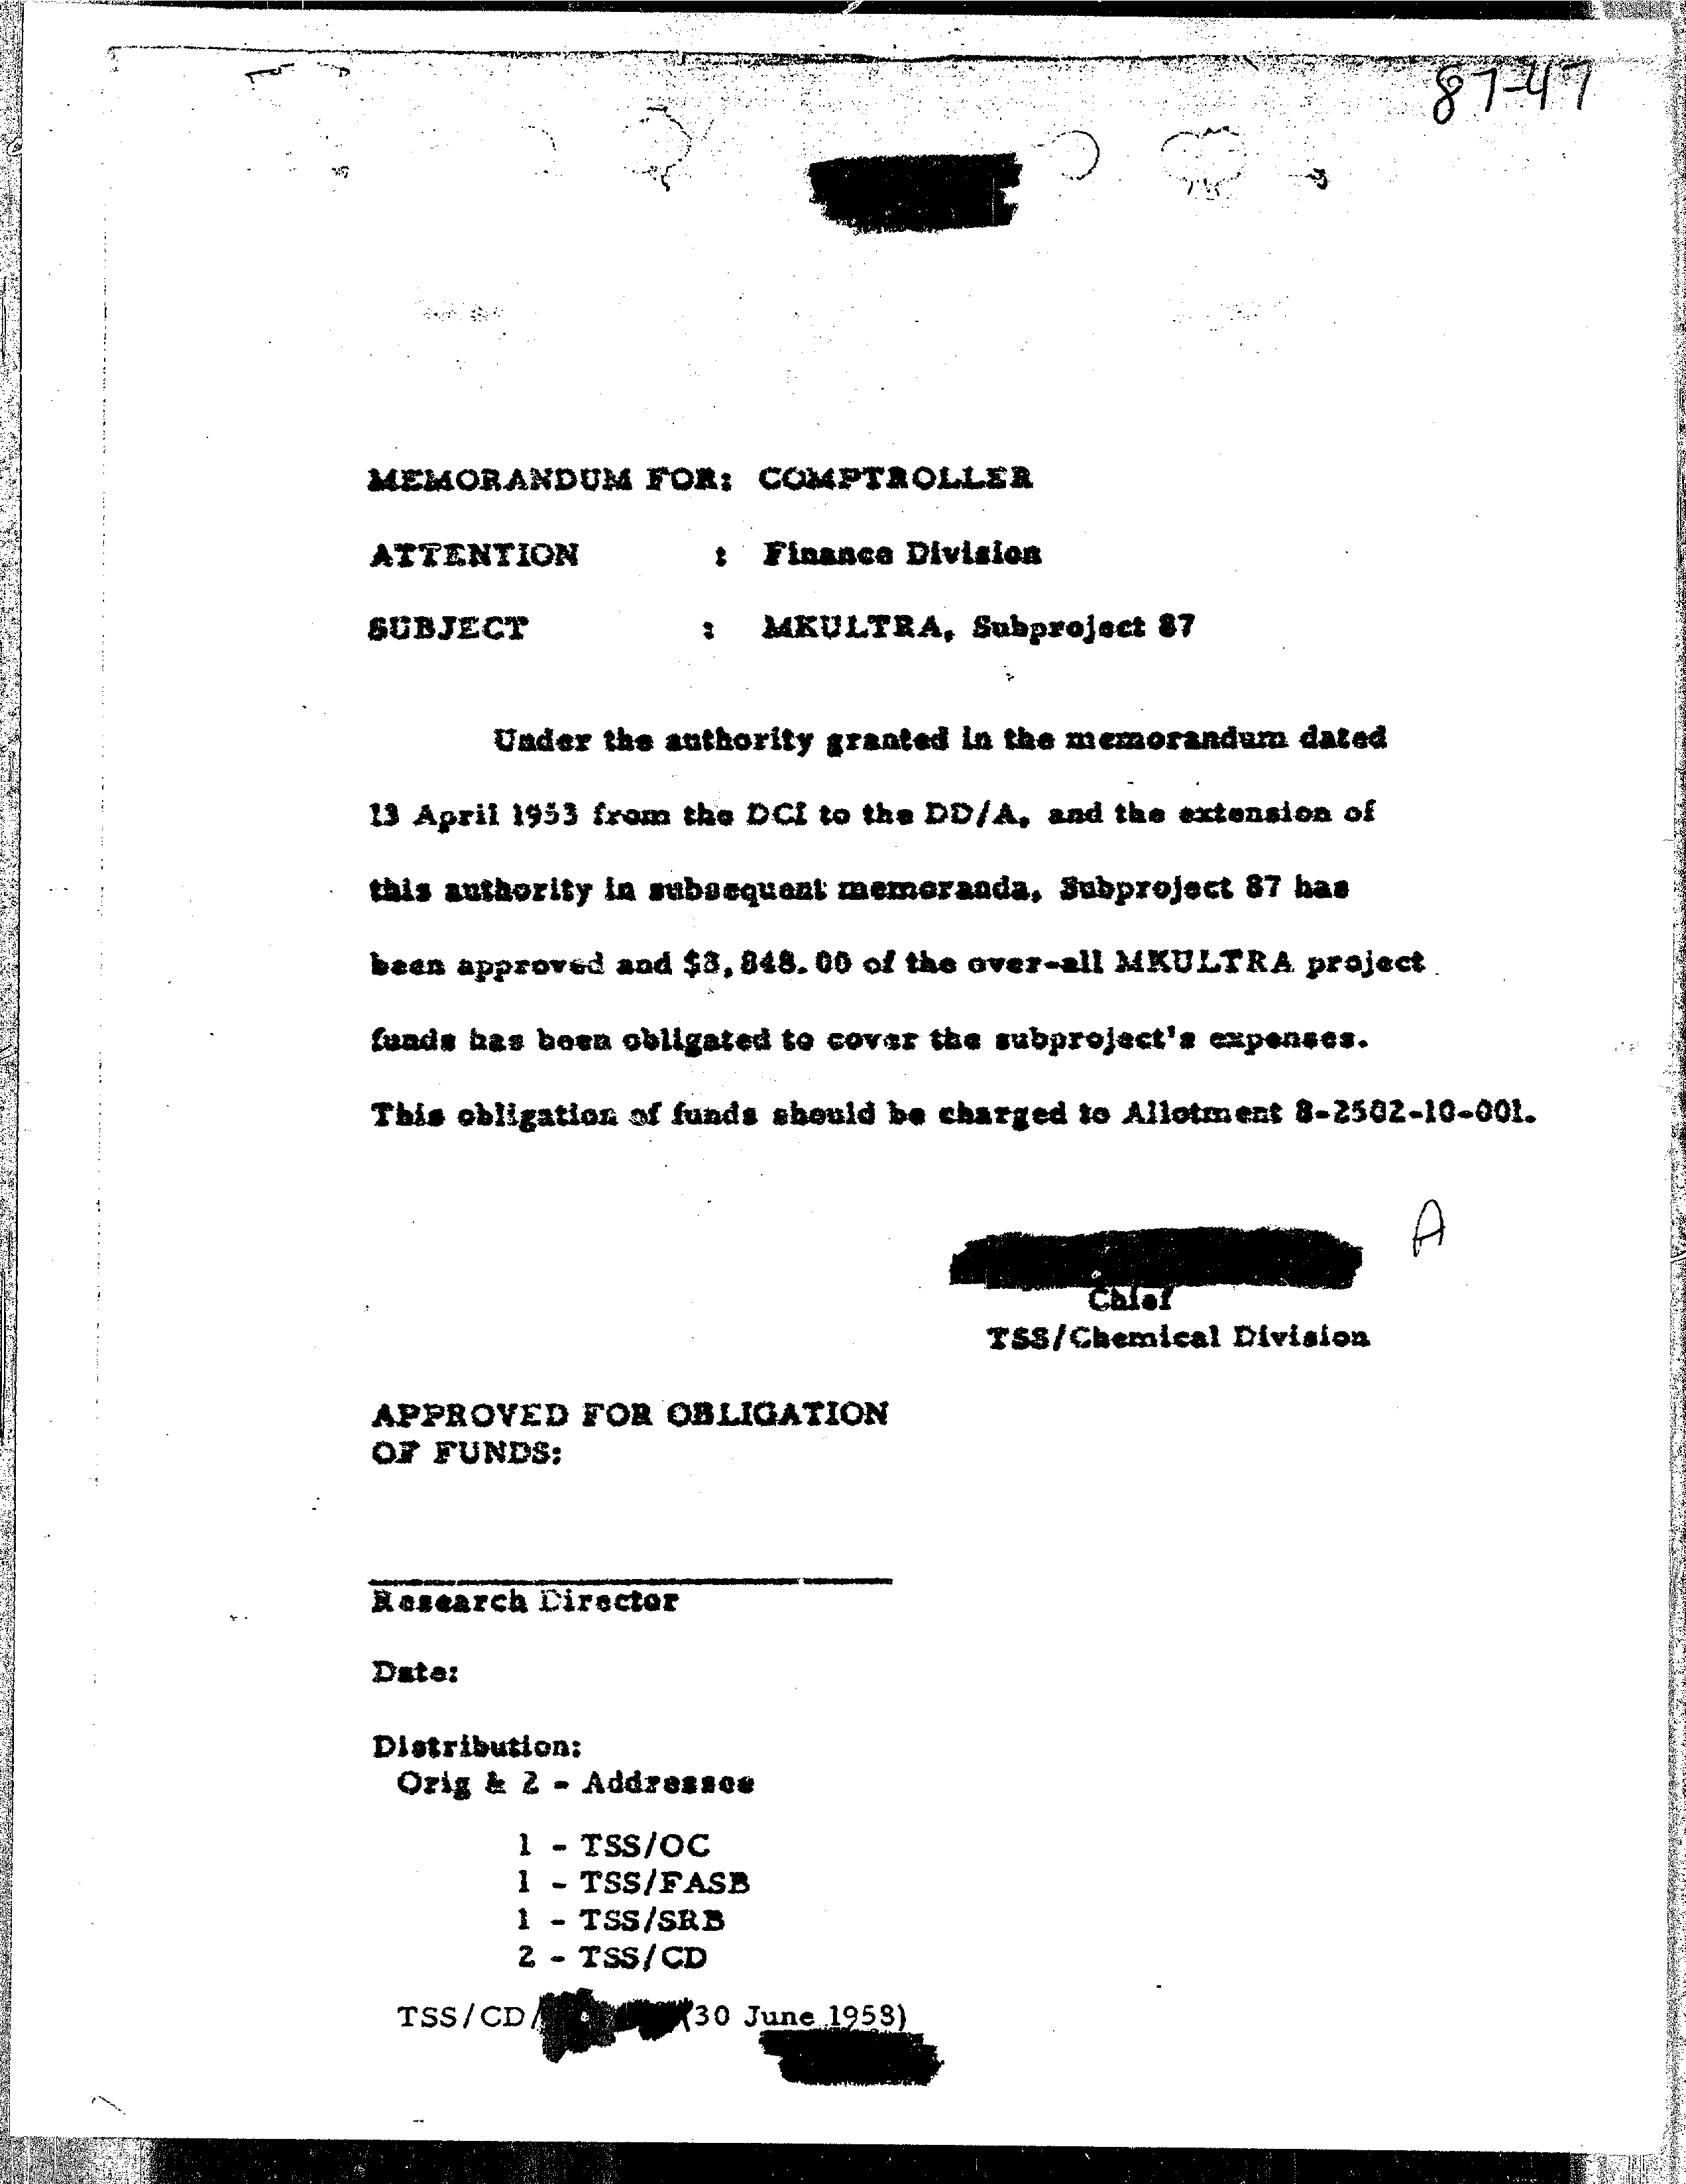 87-47
MEMORANDUM FOR: COMPTROLLER
ATTENTION : Finance Division
SUBJECT : MKULTRA, Subproject 87
Under the authority granted in the memorandum dated
13 April 1953 from the DCI to the DD/A, and the extension of
this authority in subsequent memoranda, Subproject 87 has
been approved and $3,848.00 of the over-all MKULTRA project
funds has been obligated to cover the subproject's expenses.
This obligation of funds should be charged to Allotment 8-2502-10-001.
A
Chief
TSS/Chemical Division
APPROVED FOR OBLIGATION
OF FUNDS:
Research Director
Date:
Distribution:
Orig & 2 - Addressee
1 - TSS/OC
1 - TSS/FASB
1 - TSS/SRB
2 - TSS/CD
TSS/CD/ (30 June 1958)